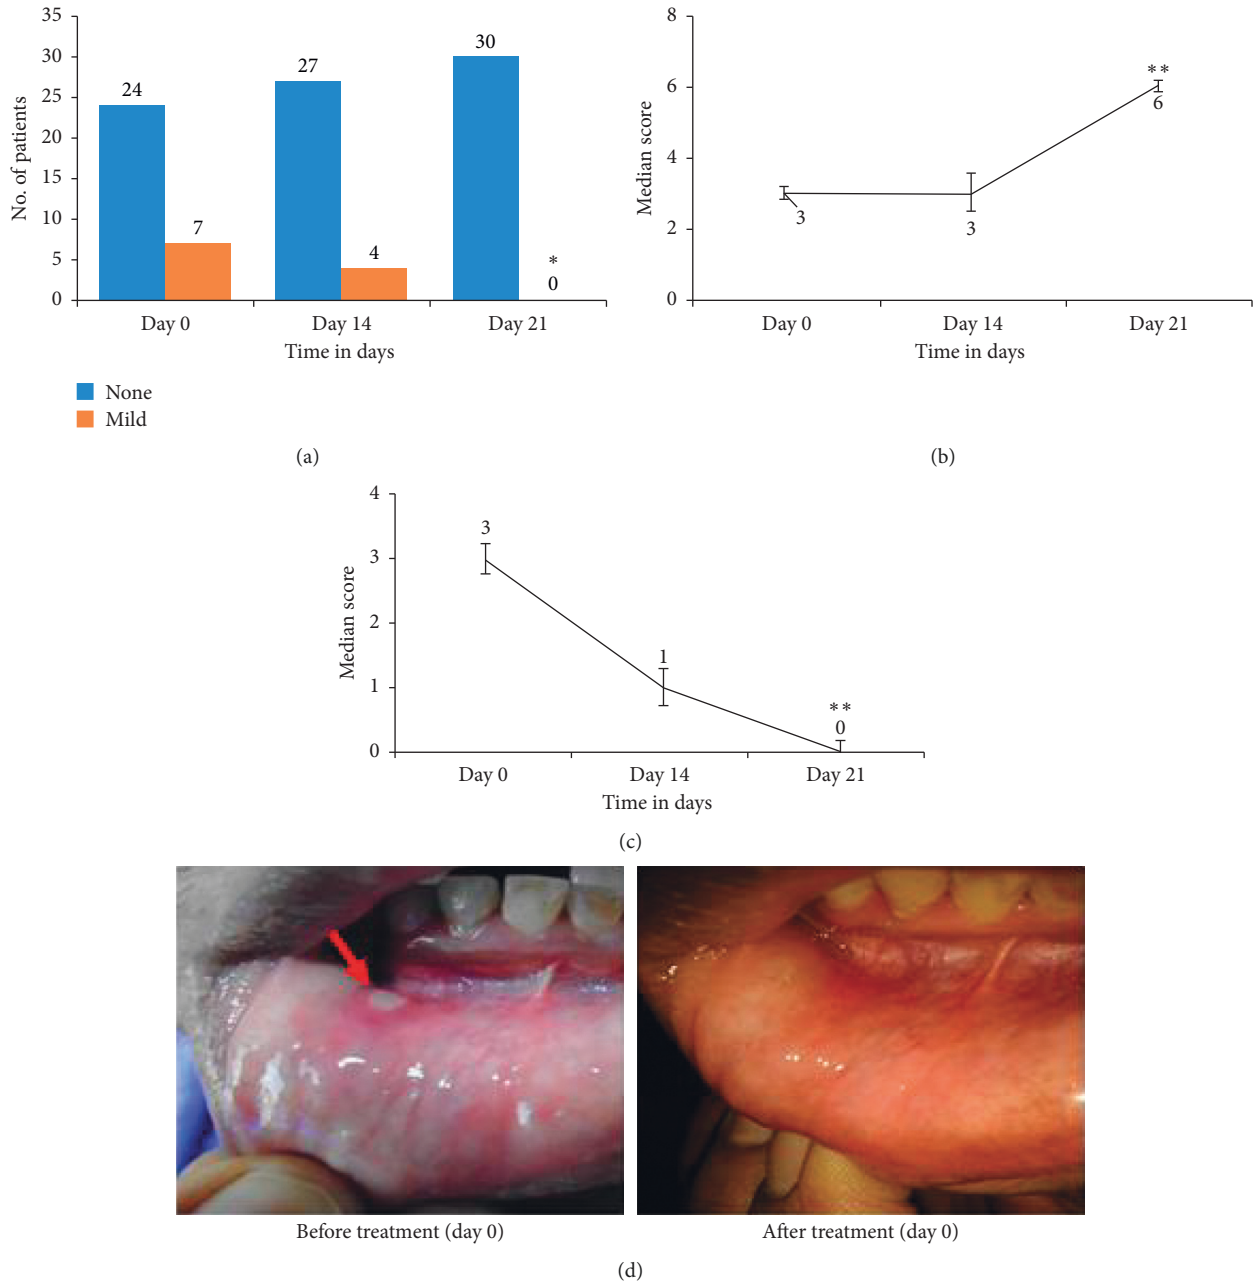 35
30
25
20
15
10
5
0
No. of patients
24
7
27
4
30
*
0
Day 0
Day 14
Day 21
Time in days
None
Mild
(a)
8
6
4
2
0
Median score
3
3
**
6
Day 0
Day 14
Day 21
Time in days
(b)
4
3
2
1
0
Median score
3
1
**
0
Day 0
Day 14
Day 21
Time in days
(c)
Before treatment (day 0)
After treatment (day 0)
(d)